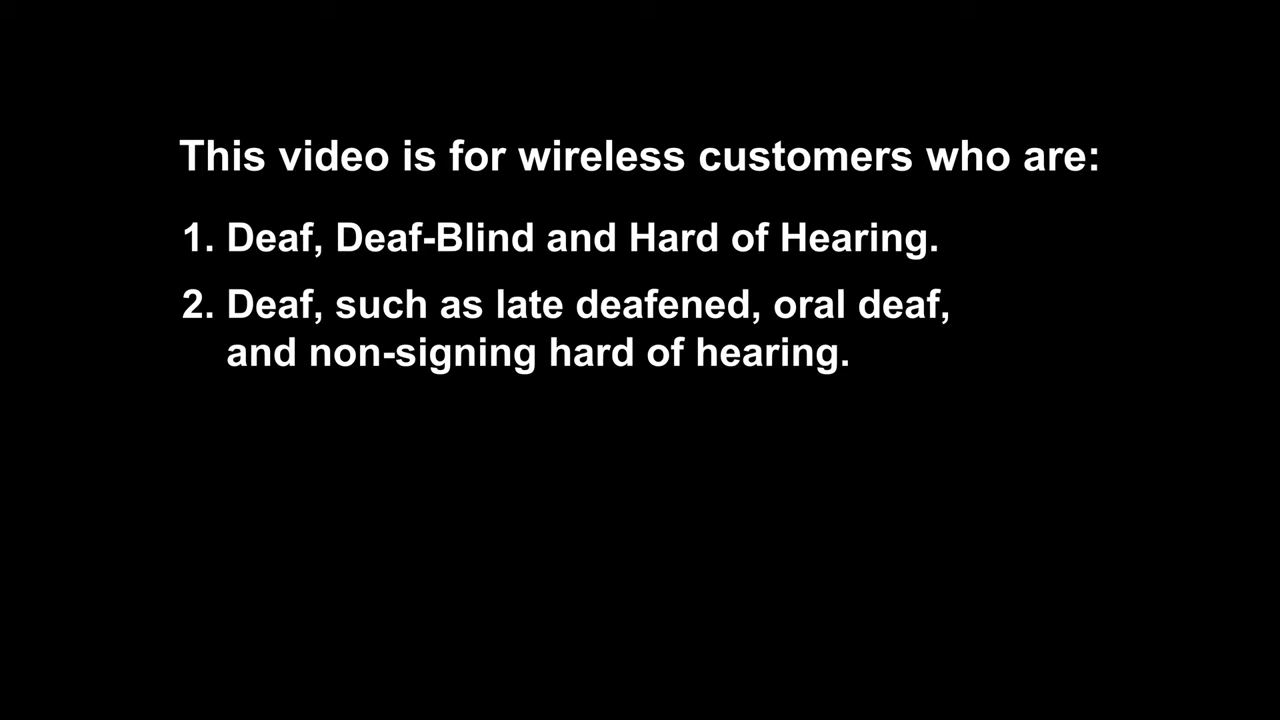 This video is for wireless customers who are:
1. Deaf, Deaf-Blind and Hard of Hearing.
2. Deaf, such as late deafened, oral deaf,
and non-signing hard of hearing.